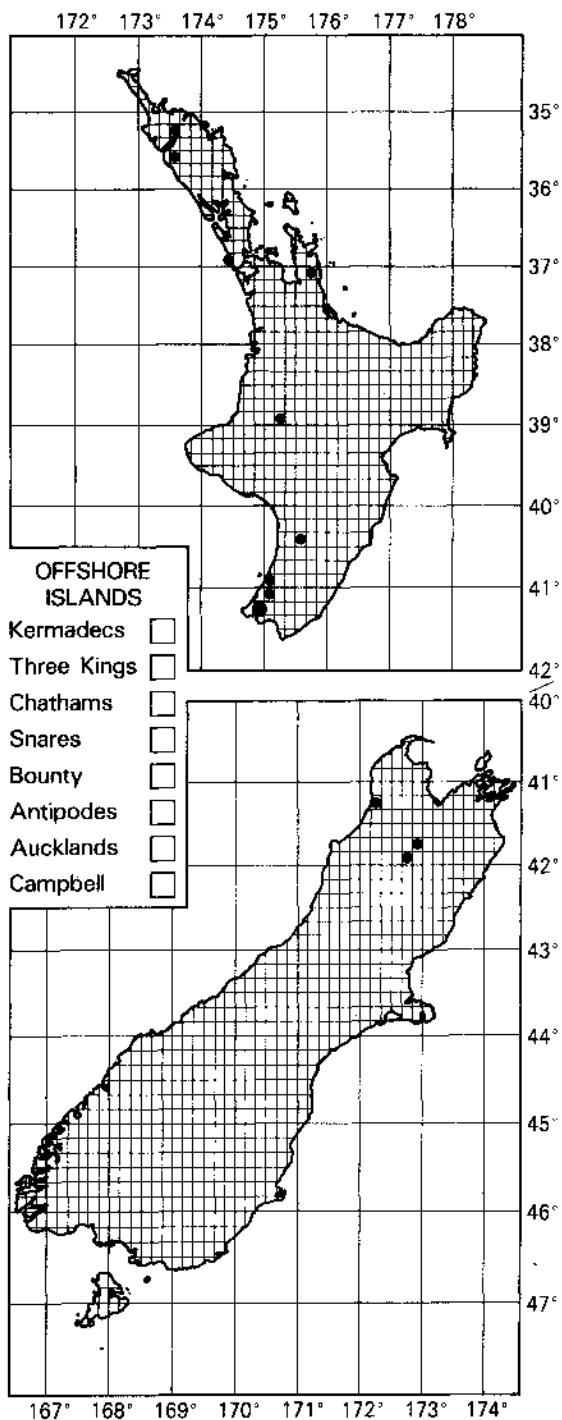 172° 173° 174° 175° 176° 177° 178°
35°
36°
37°
38°
39°
40°
41°
42°
OFFSHORE
ISLANDS
Kermadecs
Three Kings
Chathams
Snares
Bounty
Antipodes
Aucklands
Campbell
40°
41°
42°
43°
44°
45°
46°
47°
167° 168° 169° 170° 171° 172° 173° 174°